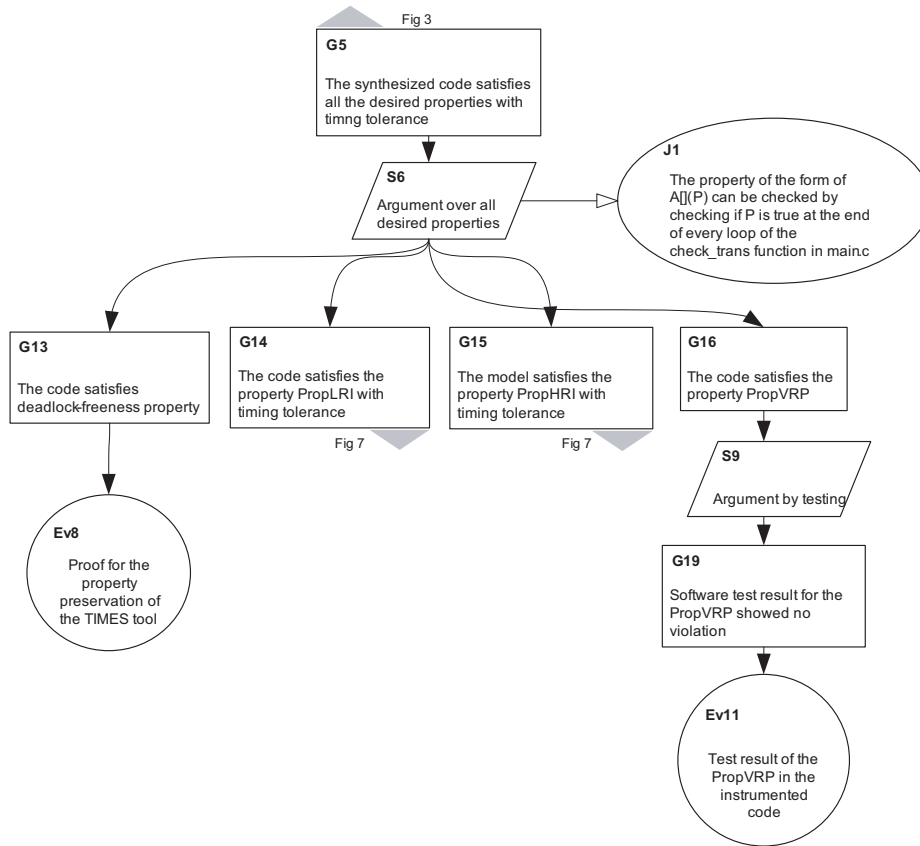 Fig 3
G5
The synthesized code satisfies
all the desired properties with
timng tolerance
S6
Argument over all
desired properties
J1
The property of the form of
A[](P) can be checked by
checking if P is true at the end
of every loop of the
check_trans function in main.c
G13
The code satisfies
deadlock-freeness property
G14
The code satisfies the
property PropLRI with
timing tolerance
Fig 7
G15
The model satisfies the
property PropHRI with
timing tolerance
Fig 7
G16
The code satisfies the
property PropVRP
S9
Argument by testing
Ev8
Proof for the
property
preservation of
the TIMES tool
G19
Software test result for the
PropVRP showed no
violation
Ev11
Test result of the
PropVRP in the
instrumented
code